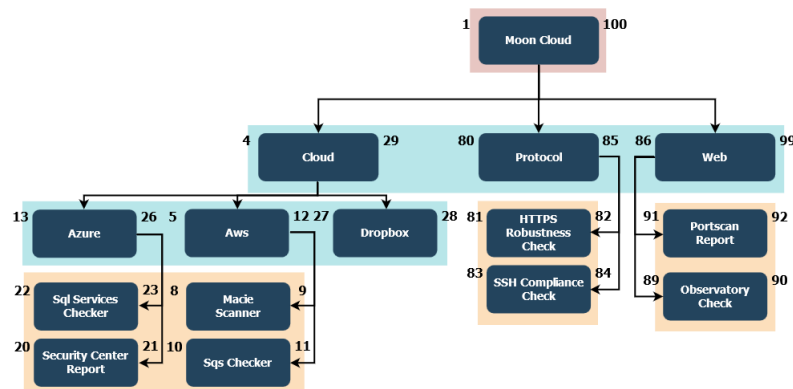 1 Moon Cloud 100
4 Cloud 29
80 Protocol 85
86 Web 99
13 Azure 26
5 Aws 12
27 Dropbox 28
81 HTTPS 82
Robustness
Check
91 Portscan 92
Report
83 SSH Compliance 84
Check
89 Observatory 90
Check
22 Sql Services 23
Checker
8 Macie 9
Scanner
20 Security Center 21
Report
10 Sqs Checker 11